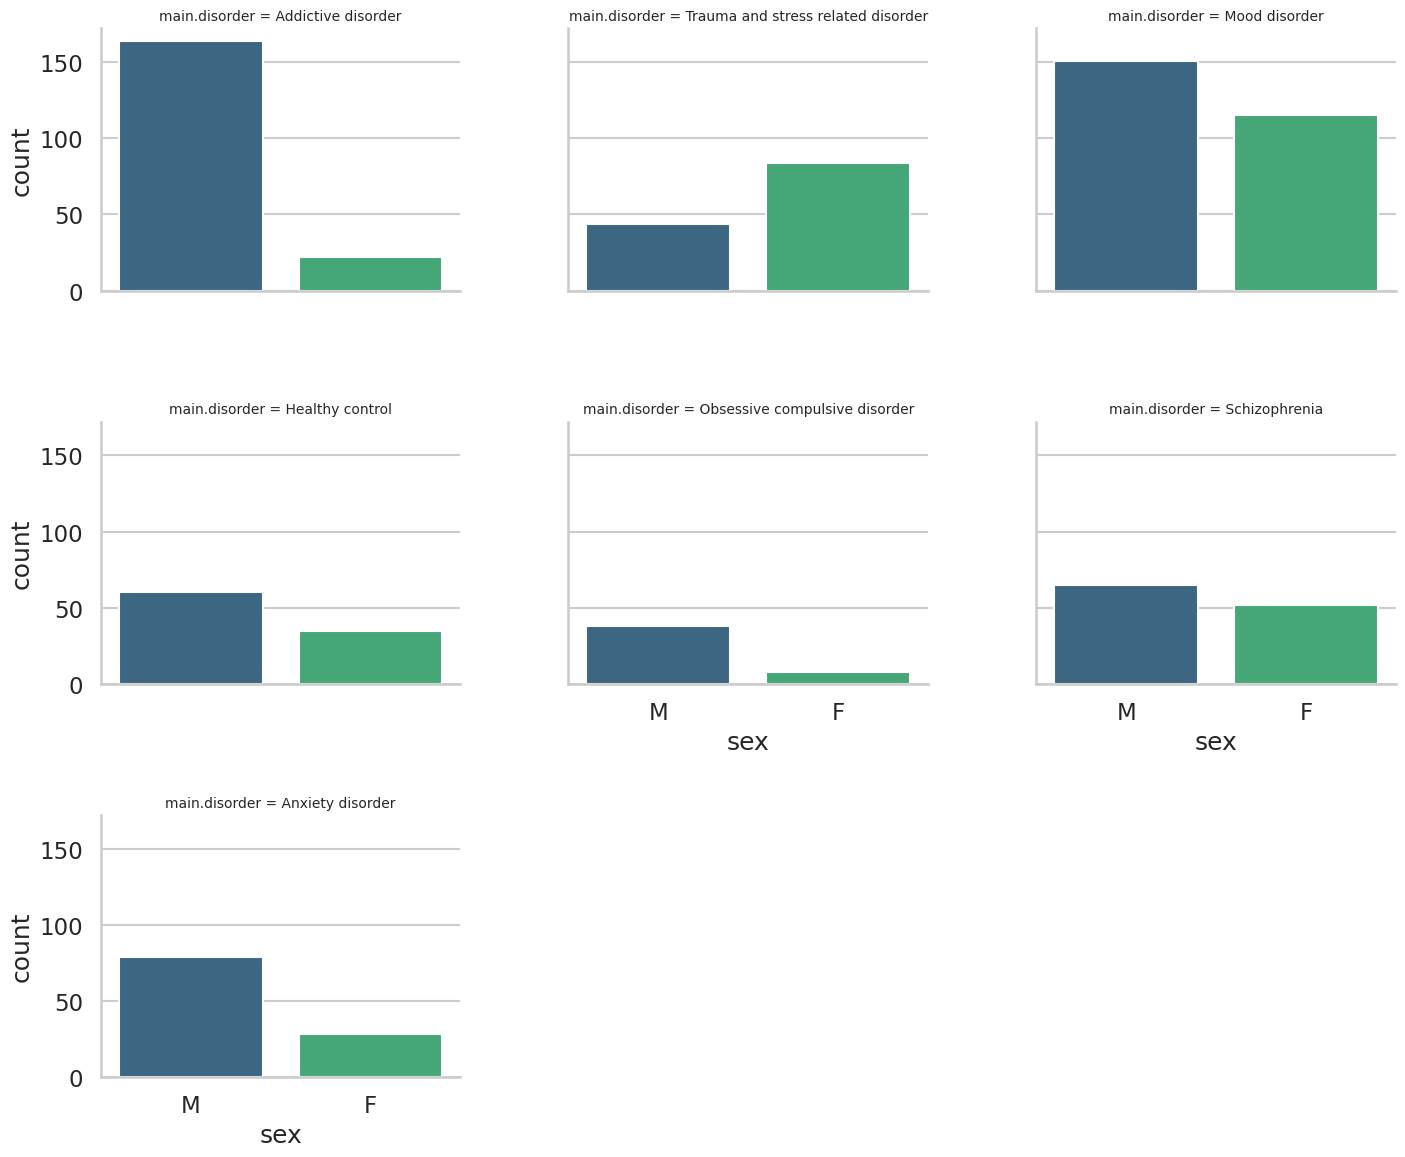 main.disorder = Addictive disorder
main.disorder = Trauma and stress related disorder
main.disorder = Mood disorder
150
100
50
0
count
main.disorder = Healthy control
main.disorder = Obsessive compulsive disorder
main.disorder = Schizophrenia
150
100
50
0
count
M
F
sex
M
F
sex
main.disorder = Anxiety disorder
150
100
50
0
count
M
F
sex